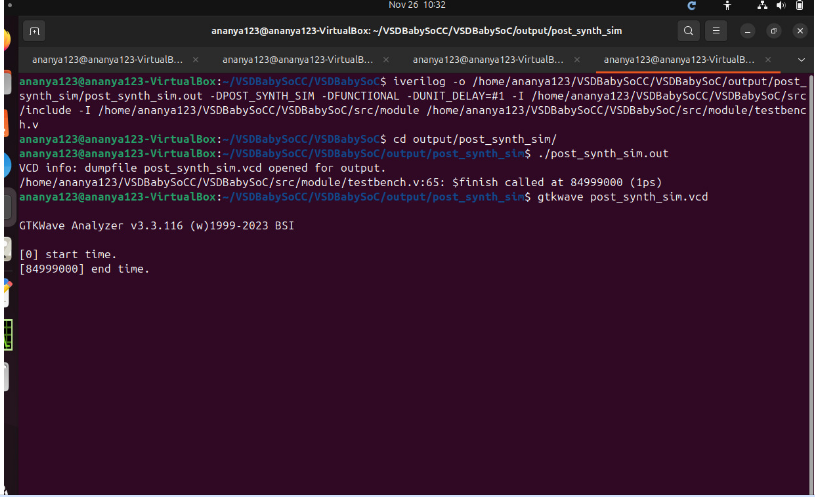 Nov 26 10:32
ananya123@ananya123-VirtualBox: ~/VSDBabySoCC/VSDBabySoC/output/post_synth_sim
ananya123@ananya123-VirtualB... × ananya123@ananya123-VirtualB... × ananya123@ananya123-VirtualB... × ananya123@ananya123-VirtualB... ×
ananya123@ananya123-VirtualBox:~/VSDBabySoCC/VSDBabySoC$ iverilog -o /home/ananya123/VSDBabySoCC/VSDBabySoC/output/post_
synth_sim/post_synth_sim.out -DPOST_SYNTH_SIM -DFUNCTIONAL -DUNIT_DELAY=#1 -I /home/ananya123/VSDBabySoCC/VSDBabySoC/src
/include -I /home/ananya123/VSDBabySoCC/VSDBabySoC/src/module /home/ananya123/VSDBabySoCC/VSDBabySoC/src/module/testbenc
h.v
ananya123@ananya123-VirtualBox:~/VSDBabySoCC/VSDBabySoC$ cd output/post_synth_sim/
ananya123@ananya123-VirtualBox:~/VSDBabySoCC/VSDBabySoC/output/post_synth_sim$ ./post_synth_sim.out
VCD info: dumpfile post_synth_sim.vcd opened for output.
/home/ananya123/VSDBabySoCC/VSDBabySoC/src/module/testbench.v:65: $finish called at 84999000 (1ps)
ananya123@ananya123-VirtualBox:~/VSDBabySoCC/VSDBabySoC/output/post_synth_sim$ gtkwave post_synth_sim.vcd
GTKWave Analyzer v3.3.116 (w)1999-2023 BSI
[0] start time.
[84999000] end time.